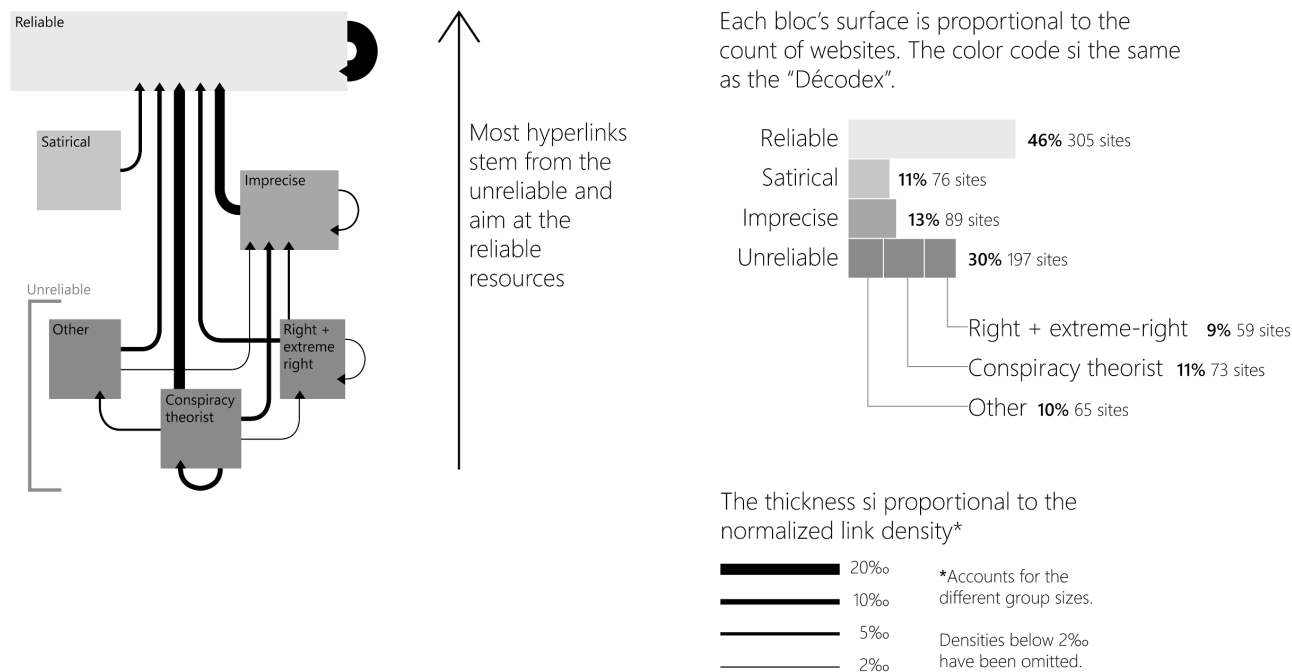 Reliable
Satirical
Imprecise
Unreliable
Other
Right +
extreme
right
Conspiracy
theorist
Most hyperlinks
stem from the
unreliable and
aim at the
reliable
resources
Each bloc’s surface is proportional to the
count of websites. The color code si the same
as the “Décodex”.
Reliable 46% 305 sites
Satirical 11% 76 sites
Imprecise 13% 89 sites
Unreliable 30% 197 sites
Right + extreme-right 9% 59 sites
Conspiracy theorist 11% 73 sites
Other 10% 65 sites
The thickness si proportional to the
normalized link density*
20‰
10‰
5‰
2‰
*Accounts for the
different group sizes.
Densities below 2‰
have been omitted.